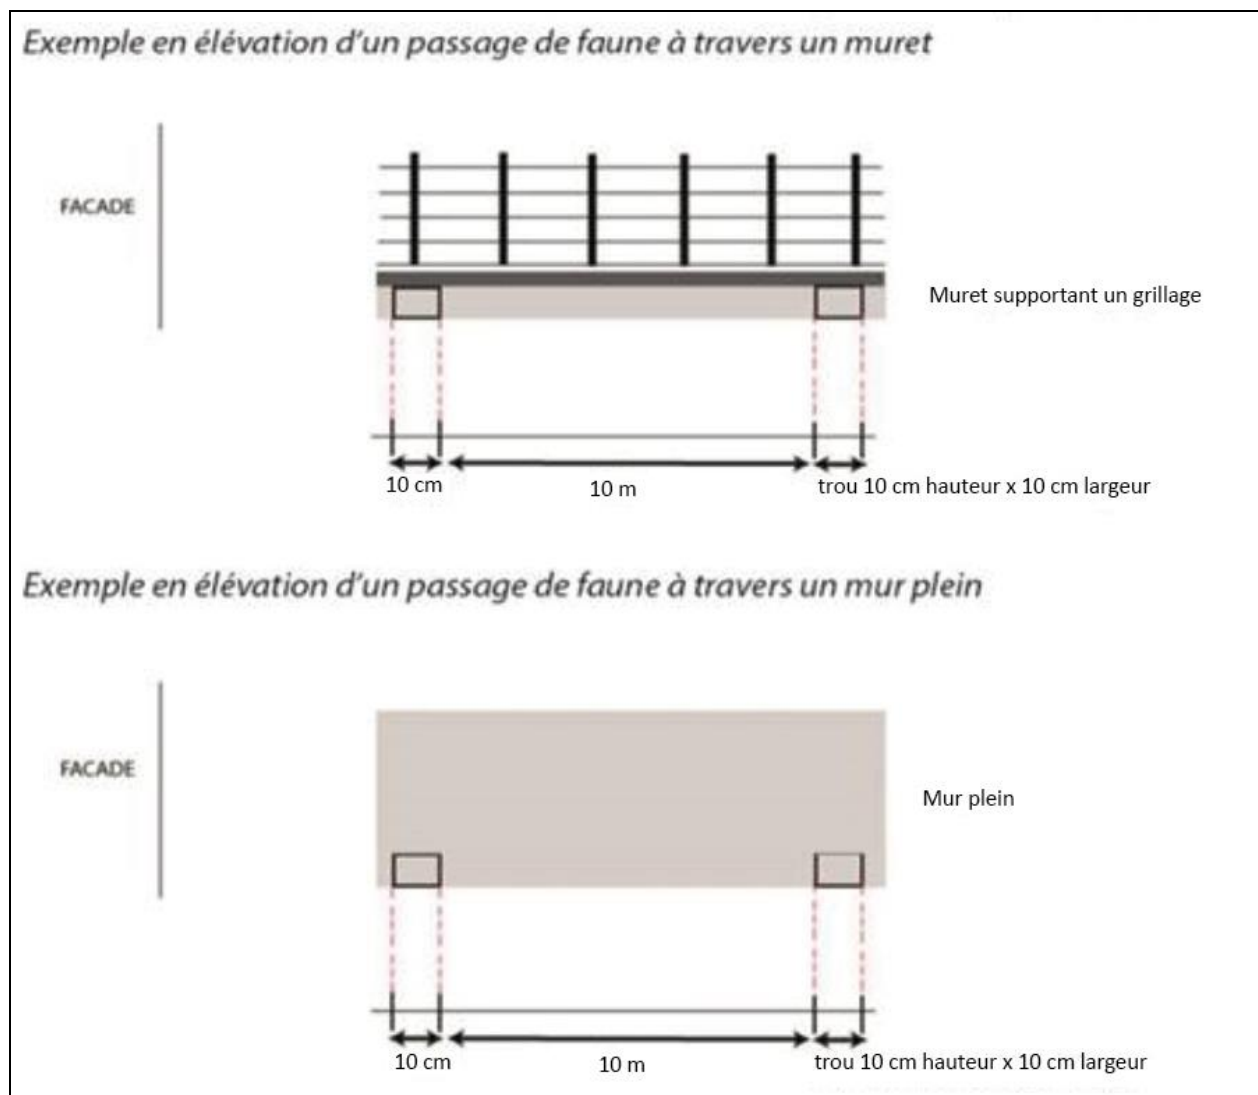 Exemple en élévation d'un passage de faune à travers un muret
FACADE
Muret supportant un grillage
10 cm
10 m
trou 10 cm hauteur x 10 cm largeur
Exemple en élévation d'un passage de faune à travers un mur plein
FACADE
Mur plein
10 cm
10 m
trou 10 cm hauteur x 10 cm largeur